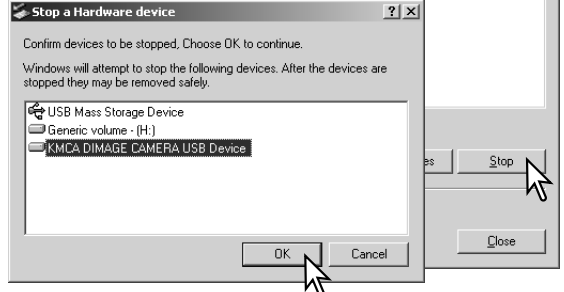 Stop a Hardware device
Confirm devices to be stopped, Choose OK to continue.
Windows will attempt to stop the following devices. After the devices are
stopped they may be removed safely.
USB Mass Storage Device
Generic volume - (H:)
KMCA DIMAGE CAMERA USB Device
OK
Cancel
Stop
Close